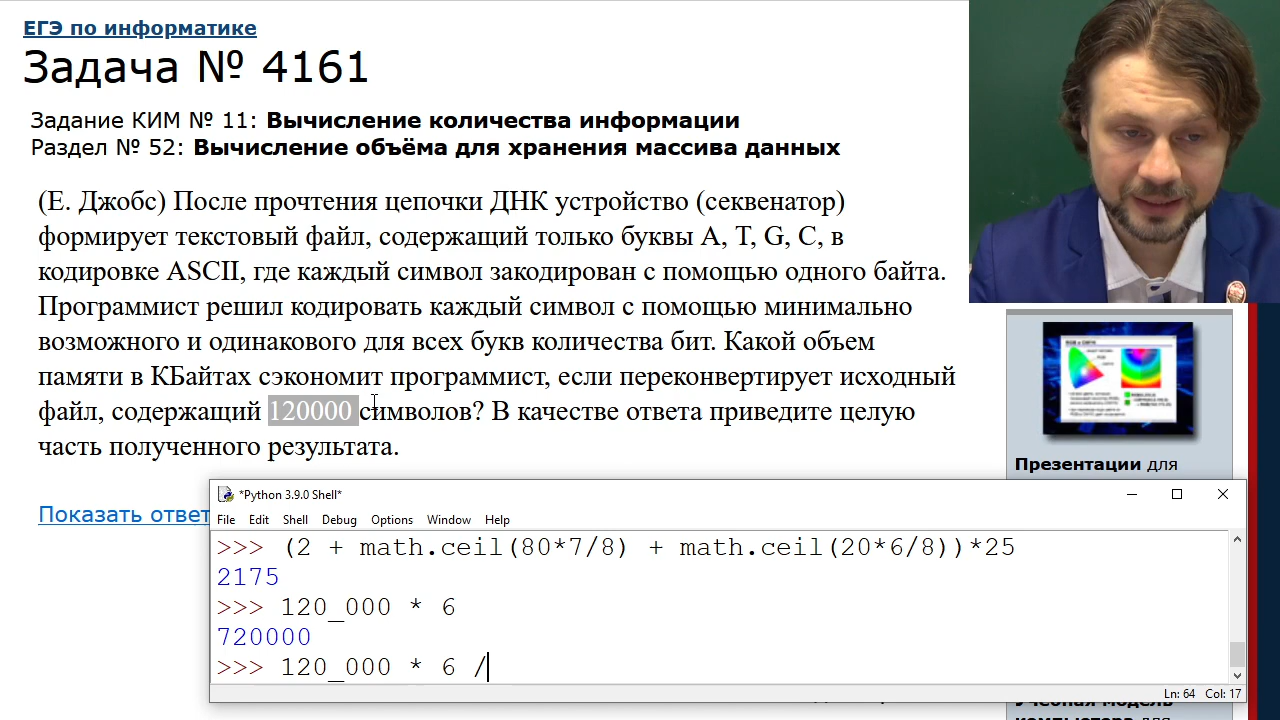 ЕГЭ по информатике
Задача № 4161
Задание КИМ № 11: Вычисление количества информации
Раздел № 52: Вычисление объёма для хранения массива данных
(Е. Джобс) После прочтения цепочки ДНК устройство (секвенатор)
формирует текстовый файл, содержащий только буквы A, T, G, C, в
кодировке ASCII, где каждый символ закодирован с помощью одного байта.
Программист решил кодировать каждый символ с помощью минимально
возможного и одинакового для всех букв количества бит. Какой объем
памяти в КБайтах сэкономит программист, если переконвертирует исходный
файл, содержащий 120000 символов? В качестве ответа приведите целую
часть полученного результата.
Показать ответ
Презентации для
*Python 3.9.0 Shell*
File Edit Shell Debug Options Window Help
>>> (2 + math.ceil(80*7/8) + math.ceil(20*6/8))*25
2175
>>> 120_000 * 6
720000
>>> 120_000 * 6 /
Ln: 64 Col: 17